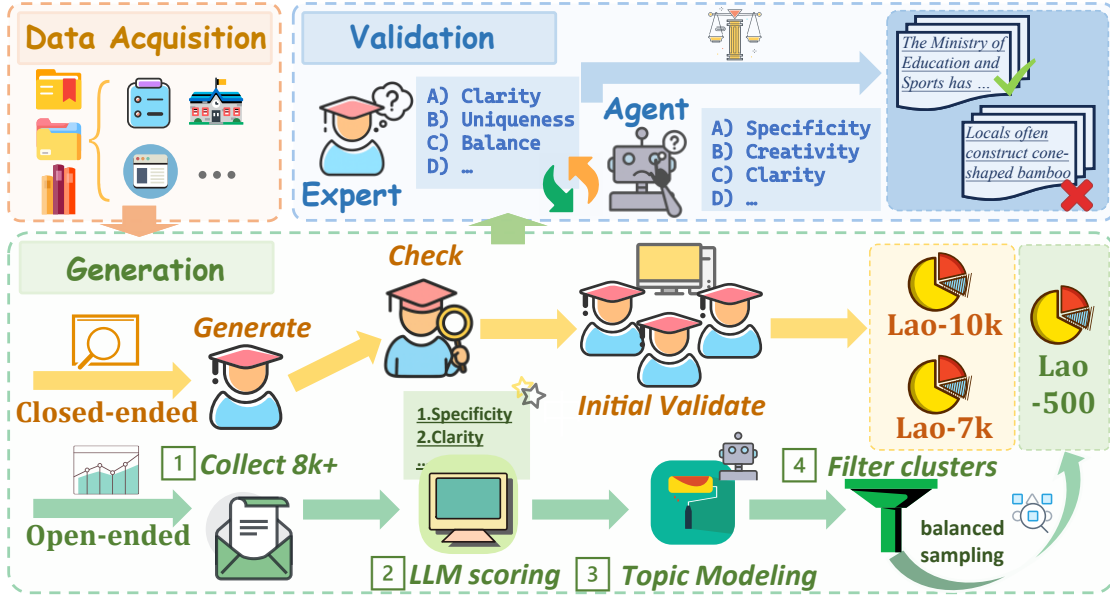 Data Acquisition
Validation
Expert
A) Clarity
B) Uniqueness
C) Balance
D) …
Agent
A) Specificity
B) Creativity
C) Clarity
D) …
The Ministry of
Education and
Sports has …
Locals often
construct cone-
shaped bamboo
Generation
Closed-ended
Generate
Check
Initial Validate
Lao-10k
Lao-7k
Lao
-500
Open-ended
1 Collect 8k+
1.Specificity
2.Clarity
…
2 LLM scoring
3 Topic Modeling
4 Filter clusters
balanced
sampling